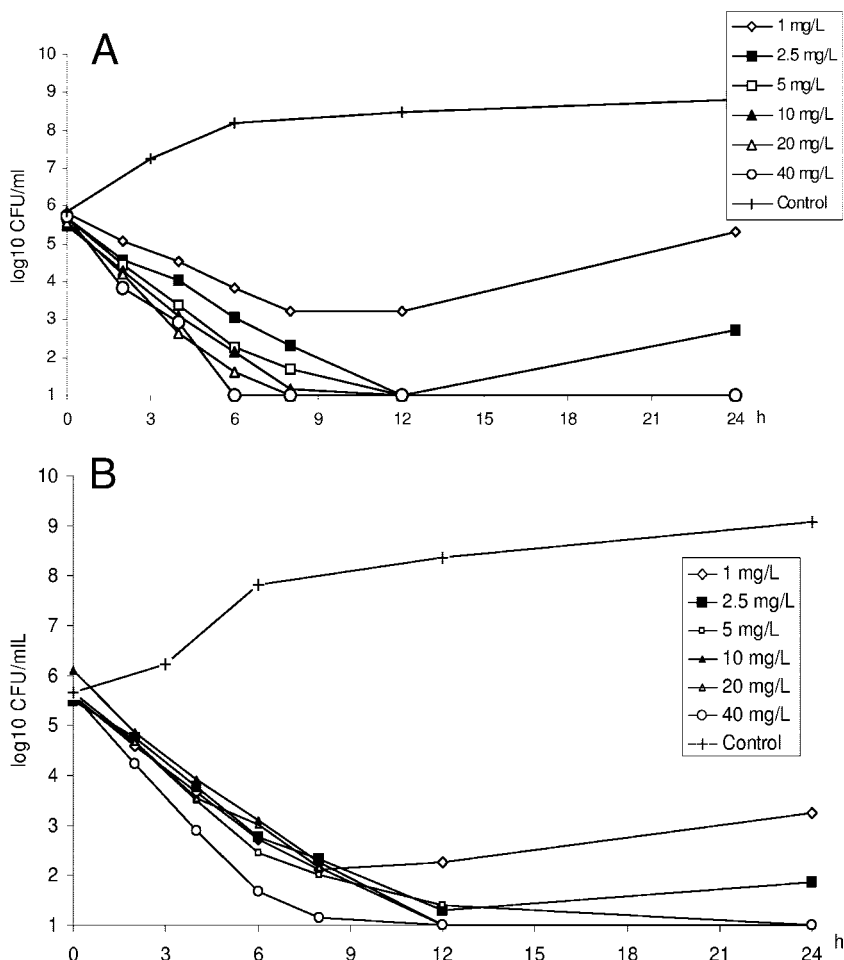 A
1 mg/L
2.5 mg/L
5 mg/L
10 mg/L
20 mg/L
40 mg/L
Control
log10 CFU/ml
10
9
8
7
6
5
4
3
2
1
0 3 6 9 12 15 18 21 24 h
B
1 mg/L
2.5 mg/L
5 mg/L
10 mg/L
20 mg/L
40 mg/L
Control
log10 CFU/mlL
10
9
8
7
6
5
4
3
2
1
0 3 6 9 12 15 18 21 24 h